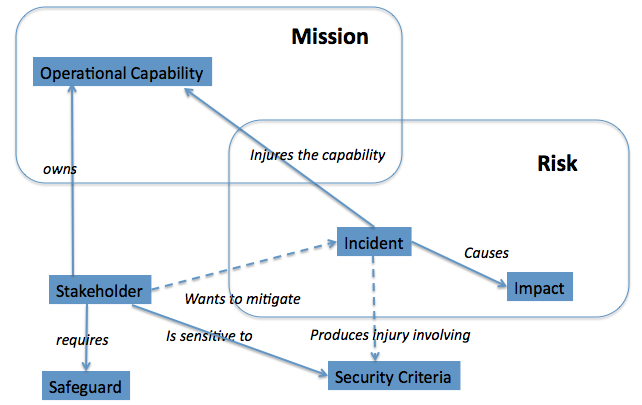 Mission
Operational Capability
Injures the capability
Risk
owns
Incident
Causes
Stakeholder
Wants to mitigate
Impact
requires
Is sensitive to
Produces injury involving
Safeguard
Security Criteria